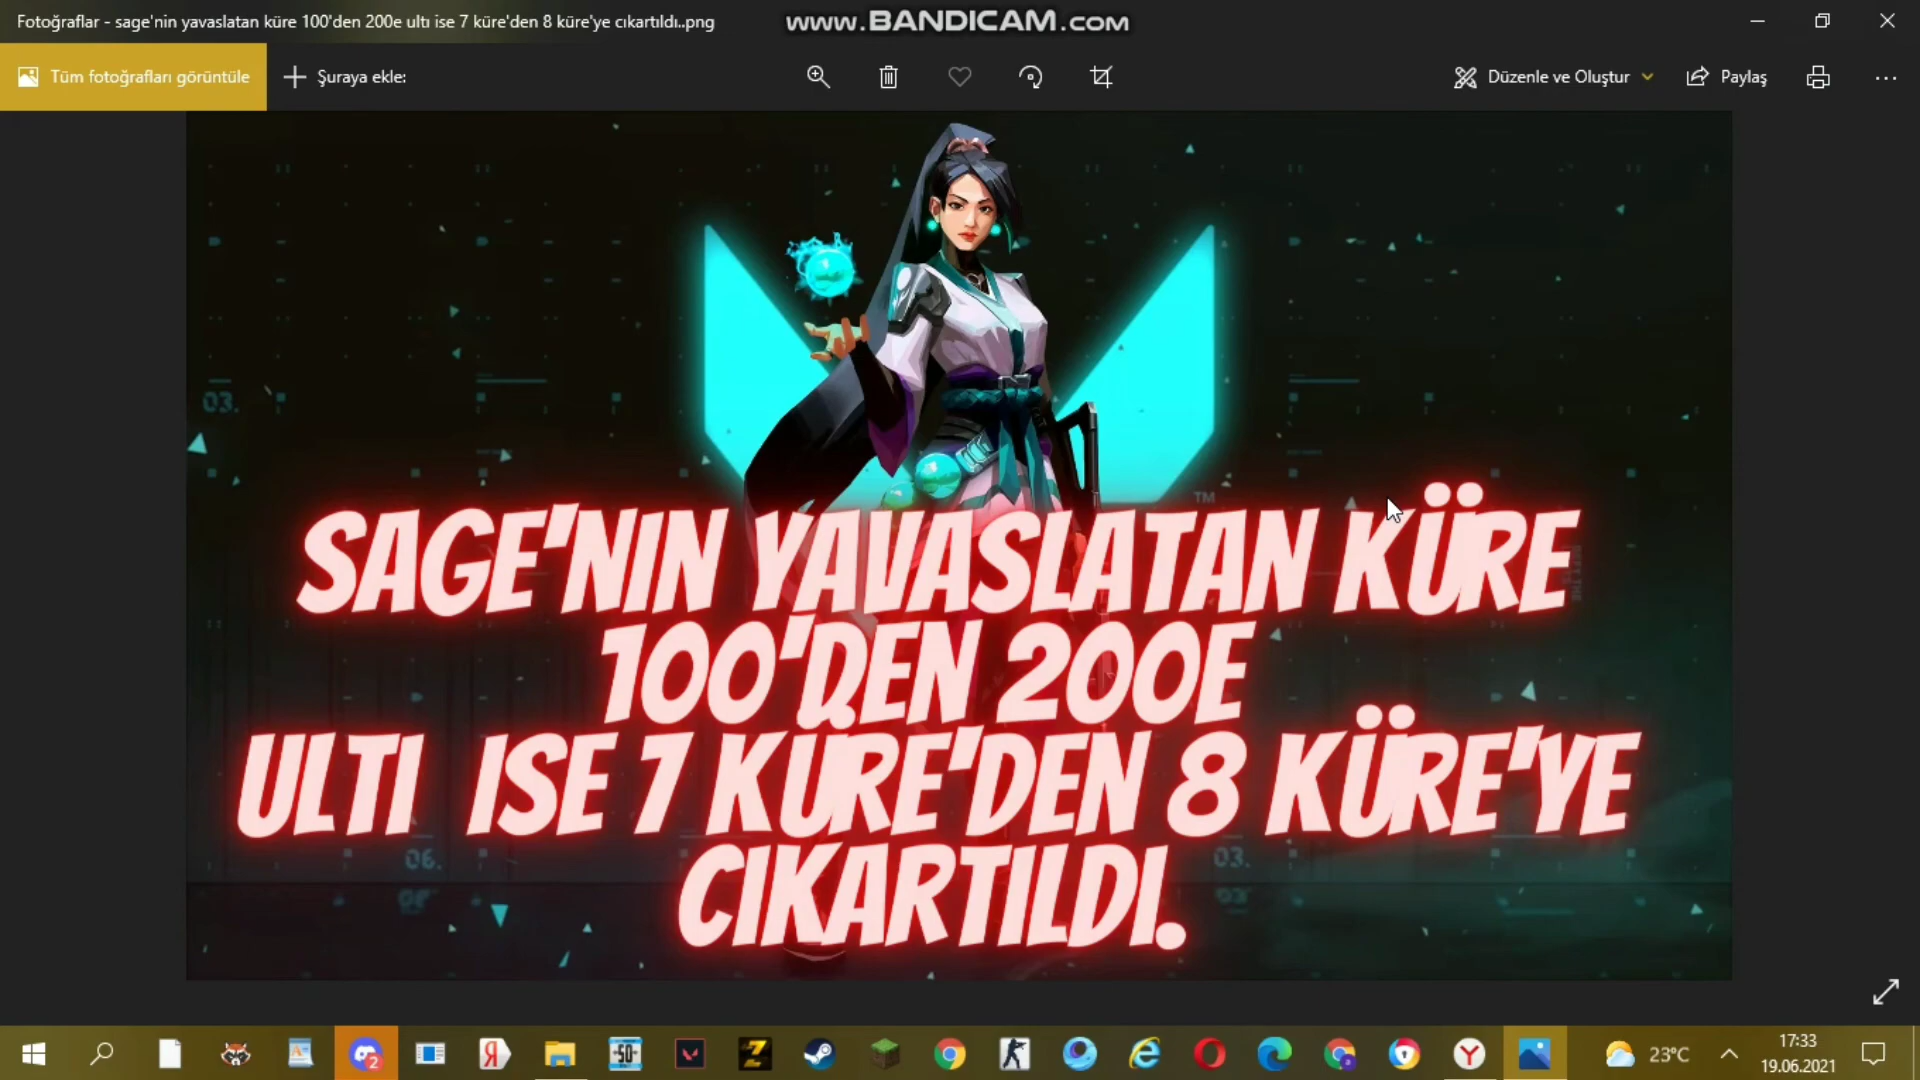 Fotoğraflar - sage'nin yavaslatan küre 100'den 200e ultı ise 7 küre'den 8 küre'ye cıkartıldı..png
www.BANDICAM.com
Tüm fotoğrafları görüntüle
Şuraya ekle:
Düzenle ve Oluştur
Paylaş
03.
TM
SAGE'NIN YAVASLATAN KÜRE
100'DEN 200E
ULTI ISE 7 KÜRE'DEN 8 KÜRE'YE
CIKARTILDI.
06.
03.
2
50
23°C
17:33
19.06.2021